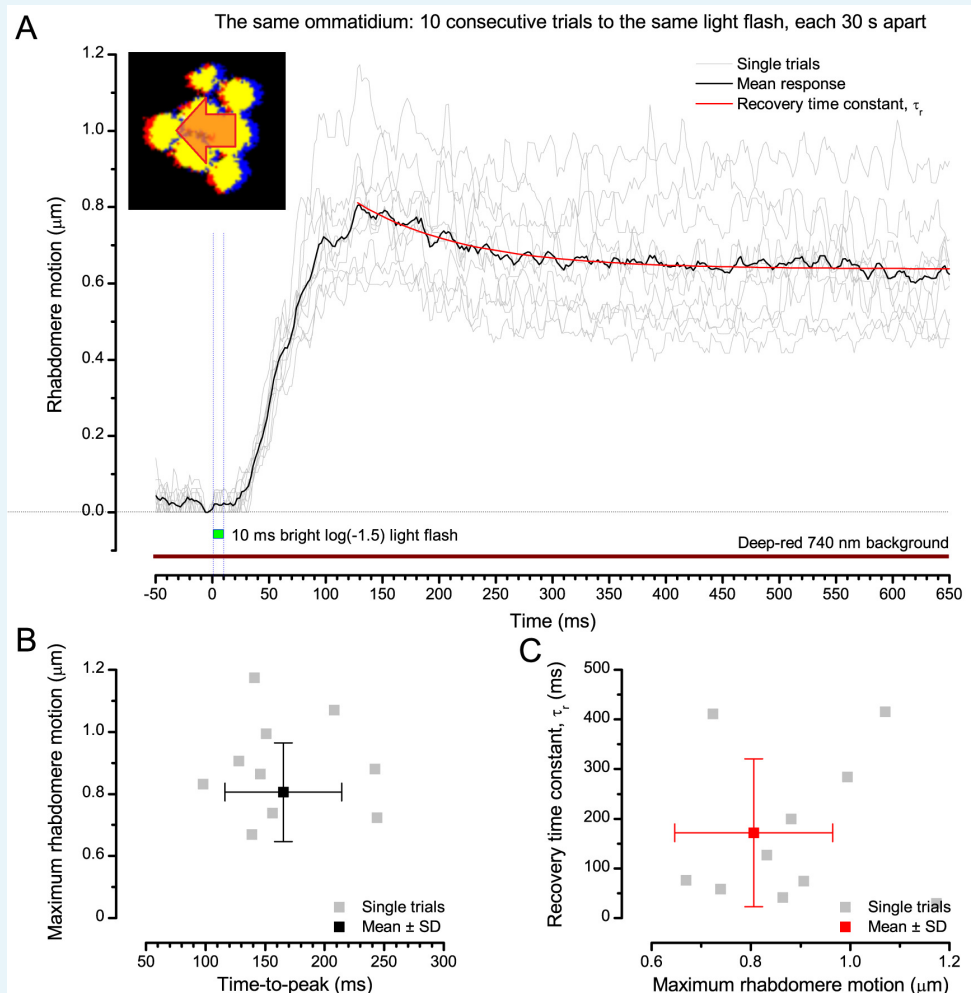 A
The same ommatidium: 10 consecutive trials to the same light flash, each 30 s apart
Single trials
Mean response
Recovery time constant, τr
Rhabdomere motion (μm)
1.2
1.0
0.8
0.6
0.4
0.2
0.0
10 ms bright log(-1.5) light flash
Deep-red 740 nm background
-50 0 50 100 150 200 250 300 350 400 450 500 550 600 650
Time (ms)
B
Maximum rhabdomere motion (μm)
1.2
1.0
0.8
0.6
0
Single trials
Mean ± SD
50 100 150 200 250 300
Time-to-peak (ms)
C
Recovery time constant, τr (ms)
500
400
300
200
100
0
Single trials
Mean ± SD
0.6 0.8 1.0 1.2
Maximum rhabdomere motion (μm)